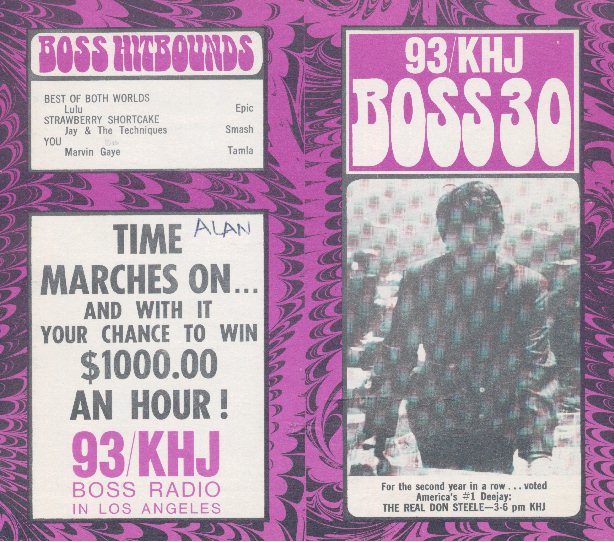 BOSS HITBOUNDS
BEST OF BOTH WORLDS
Lulu Epic
STRAWBERRY SHORTCAKE
Jay & The Techniques Smash
YOU
Marvin Gaye Tamla
ALAN
TIME
MARCHES ON...
AND WITH IT
YOUR CHANCE TO WIN
$1000.00
AN HOUR!
93/KHJ
BOSS RADIO
IN LOS ANGELES
93/KHJ
BOSS 30
For the second year in a row...voted
America's #1 Deejay:
THE REAL DON STEELE—3-6 pm KHJ